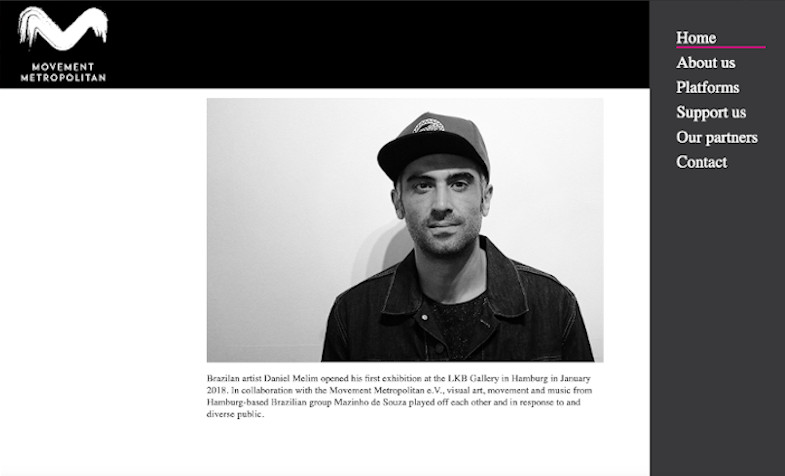 MOVEMENT
METROPOLITAN
Home
About us
Platforms
Support us
Our partners
Contact
Brazilan artist Daniel Melim opened his first exhibition at the LKB Gallery in Hamburg in January
2018. In collaboration with the Movement Metropolitan e.V., visual art, movement and music from
Hamburg-based Brazilian group Mazinho de Souza played off each other and in response to and
diverse public.